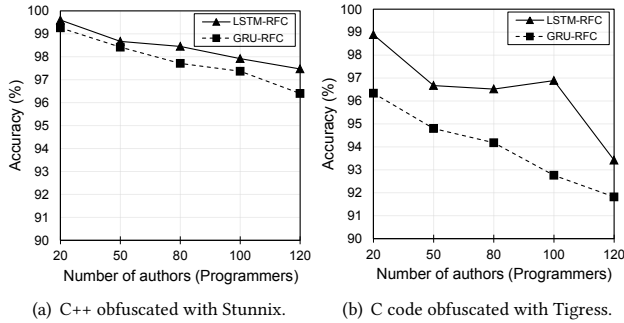 100
99
98
97
96
95
94
93
92
91
90
Accuracy (%)
LSTM-RFC
GRU-RFC
20 50 80 100 120
Number of authors (Programmers)
(a) C++ obfuscated with Stunnix.
100
99
98
97
96
95
94
93
92
91
90
Accuracy (%)
LSTM-RFC
GRU-RFC
20 50 80 100 120
Number of authors (Programmers)
(b) C code obfuscated with Tigress.